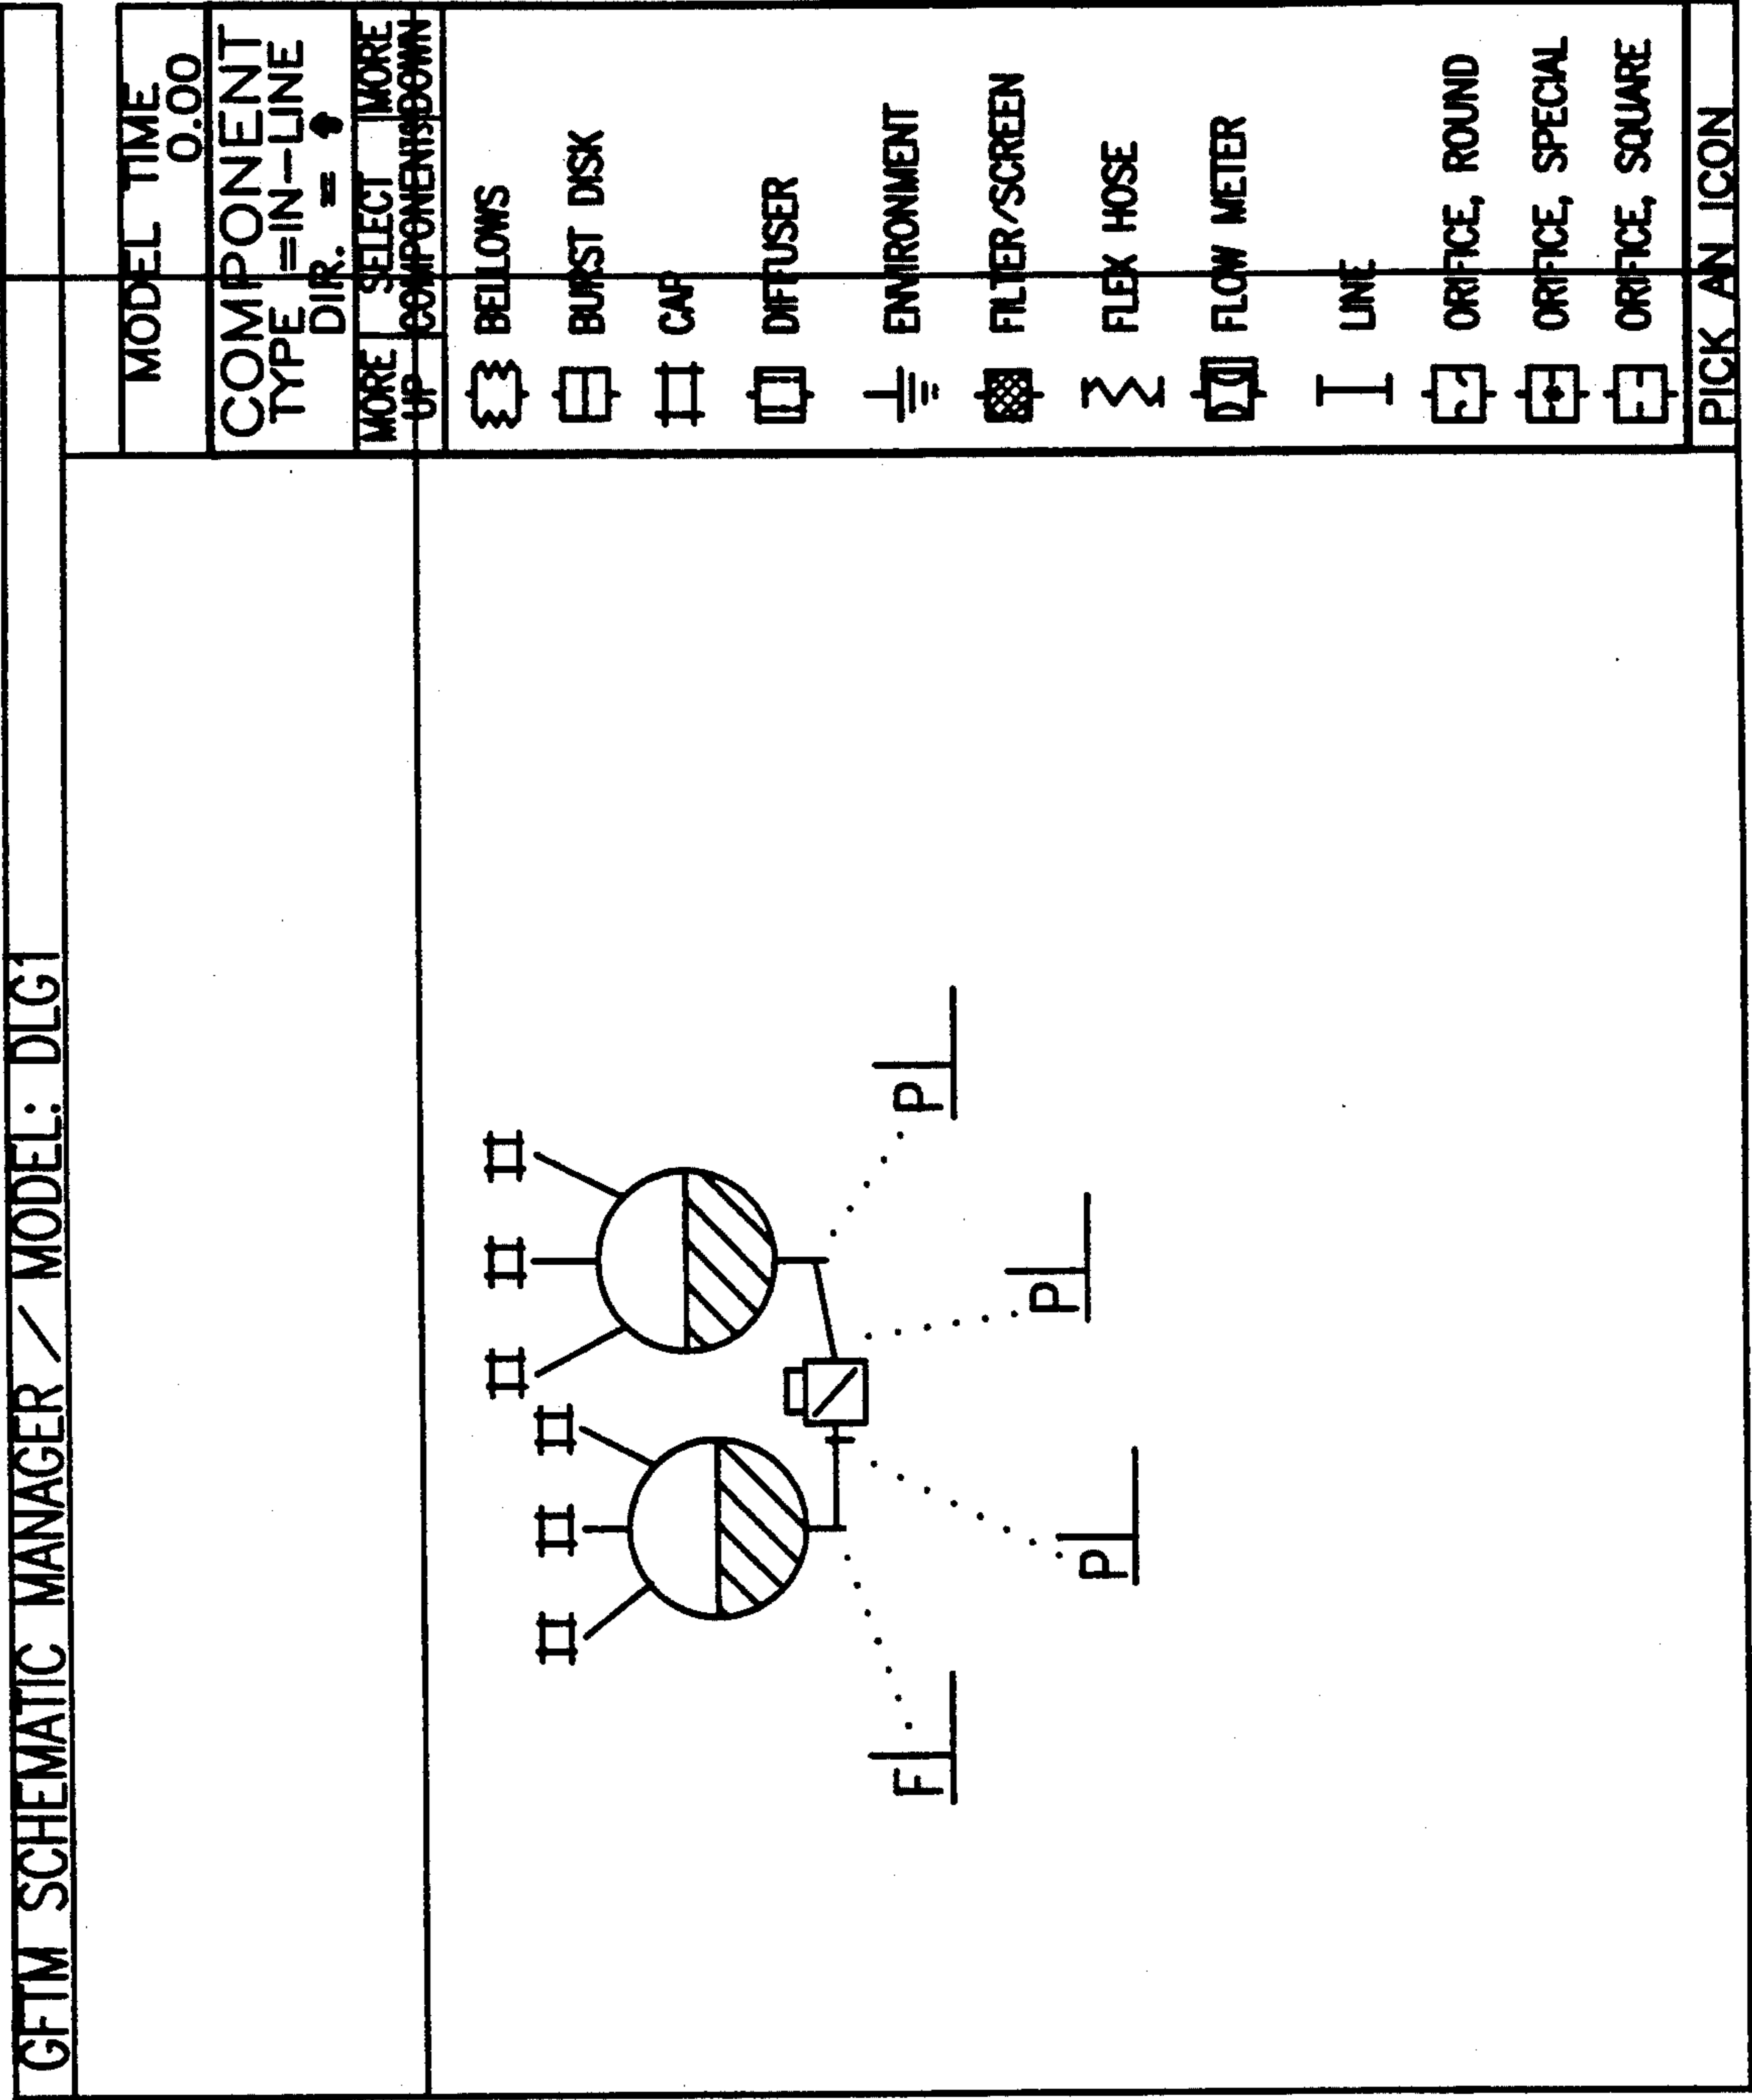 GFTM SCHEMATIC MANAGER / MODEL: DLG1
MODEL TIME
0.00
COMPONENT
TYPE =IN-LINE
DIR. =
MORE UP
SELECT COMPONENTS
MORE DOWN
BELLOWS
BURST DISK
CAP
DIFFUSER
ENVIRONMENT
FILTER/SCREEN
FLEX HOSE
FLOW METER
LINE
ORIFICE, ROUND
ORIFICE, SPECIAL
ORIFICE, SQUARE
PICK AN ICON
F
P
P
P